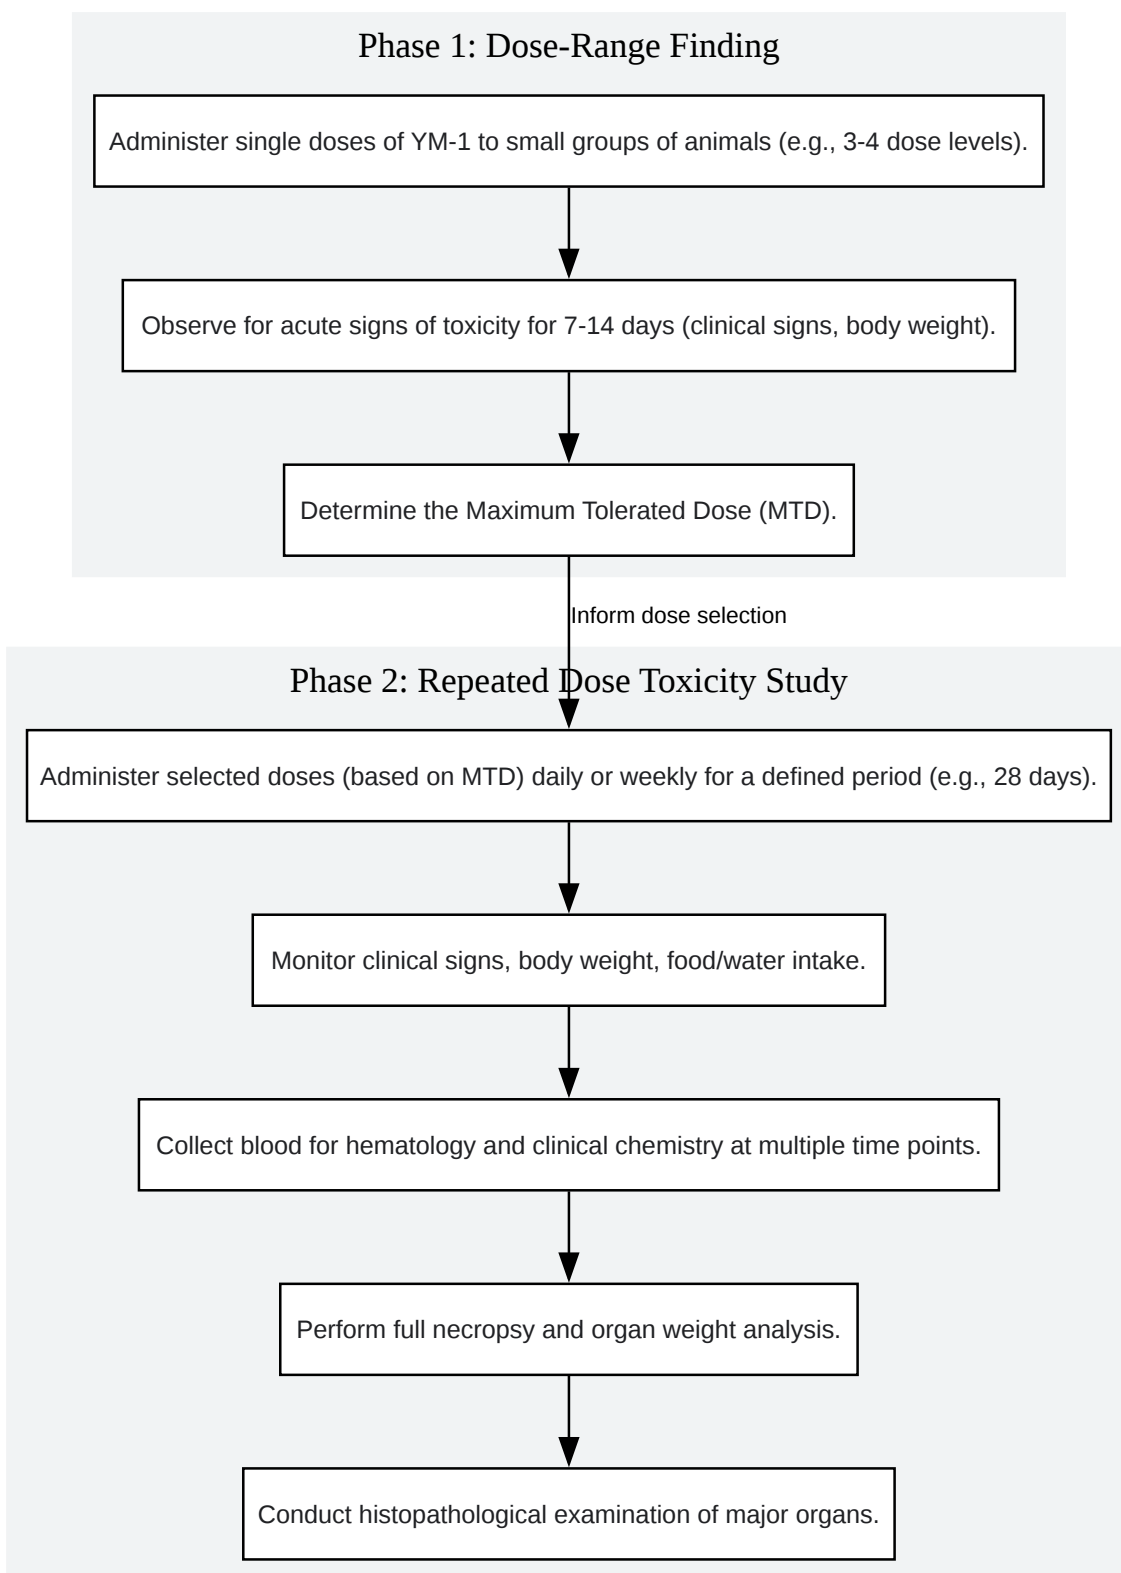 Phase 1: Dose-Range Finding
Administer single doses of YM-1 to small groups of animals (e.g., 3-4 dose levels).
Observe for acute signs of toxicity for 7-14 days (clinical signs, body weight).
Determine the Maximum Tolerated Dose (MTD).
Inform dose selection
Phase 2: Repeated Dose Toxicity Study
Administer selected doses (based on MTD) daily or weekly for a defined period (e.g., 28 days).
Monitor clinical signs, body weight, food/water intake.
Collect blood for hematology and clinical chemistry at multiple time points.
Perform full necropsy and organ weight analysis.
Conduct histopathological examination of major organs.